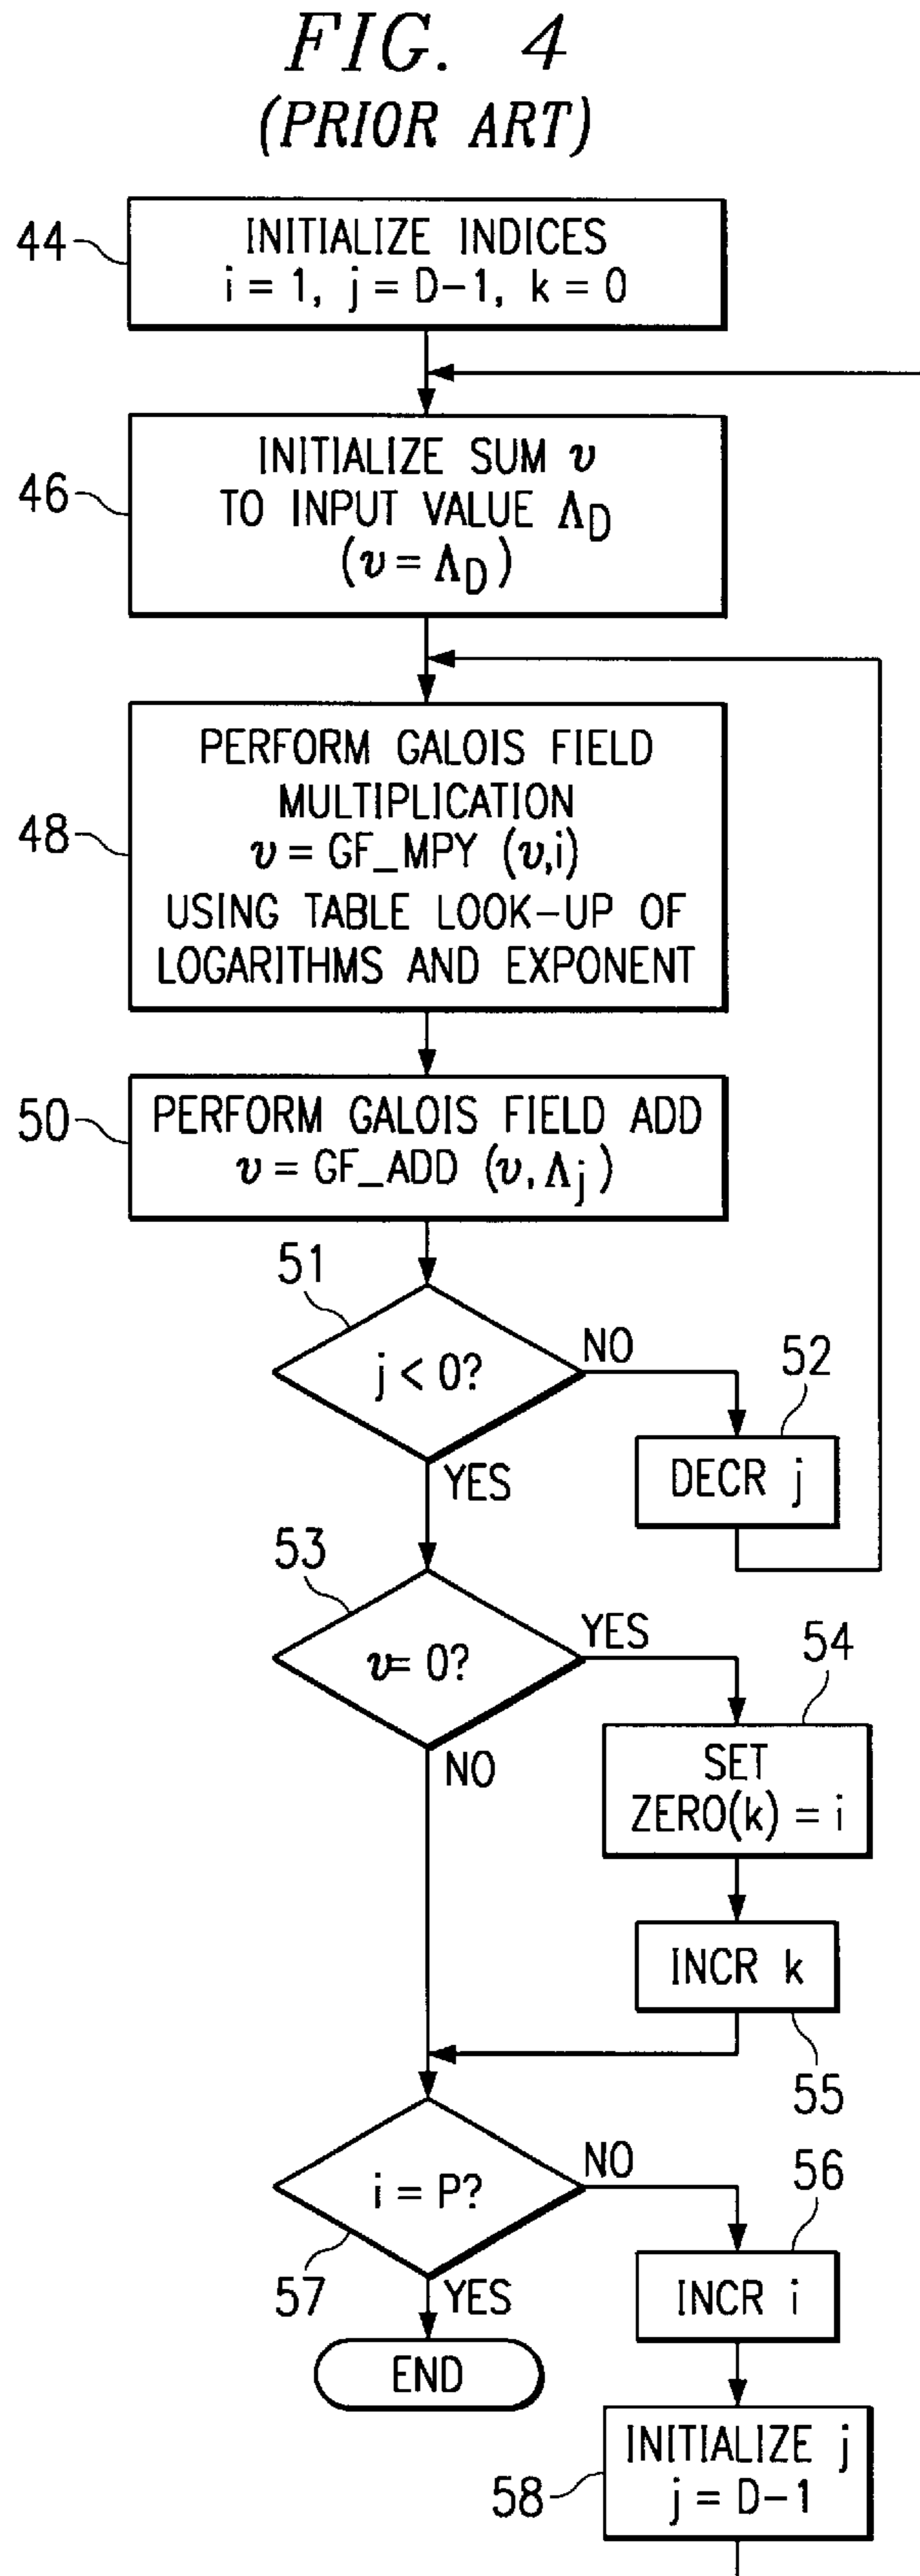 FIG. 4
(PRIOR ART)
44
INITIALIZE INDICES
i = 1, j = D-1, k = 0
46
INITIALIZE SUM v
TO INPUT VALUE ΛD
(v = ΛD)
48
PERFORM GALOIS FIELD
MULTIPLICATION
v = GF_MPY (v,i)
USING TABLE LOOK-UP OF
LOGARITHMS AND EXPONENT
50
PERFORM GALOIS FIELD ADD
v = GF_ADD (v, Λj)
51
j < 0?
NO
52
DECR j
YES
53
v= 0?
YES
54
SET
ZERO(k) = i
NO
INCR k
55
i = P?
NO
56
57
YES
INCR i
END
INITIALIZE j
j = D-1
58